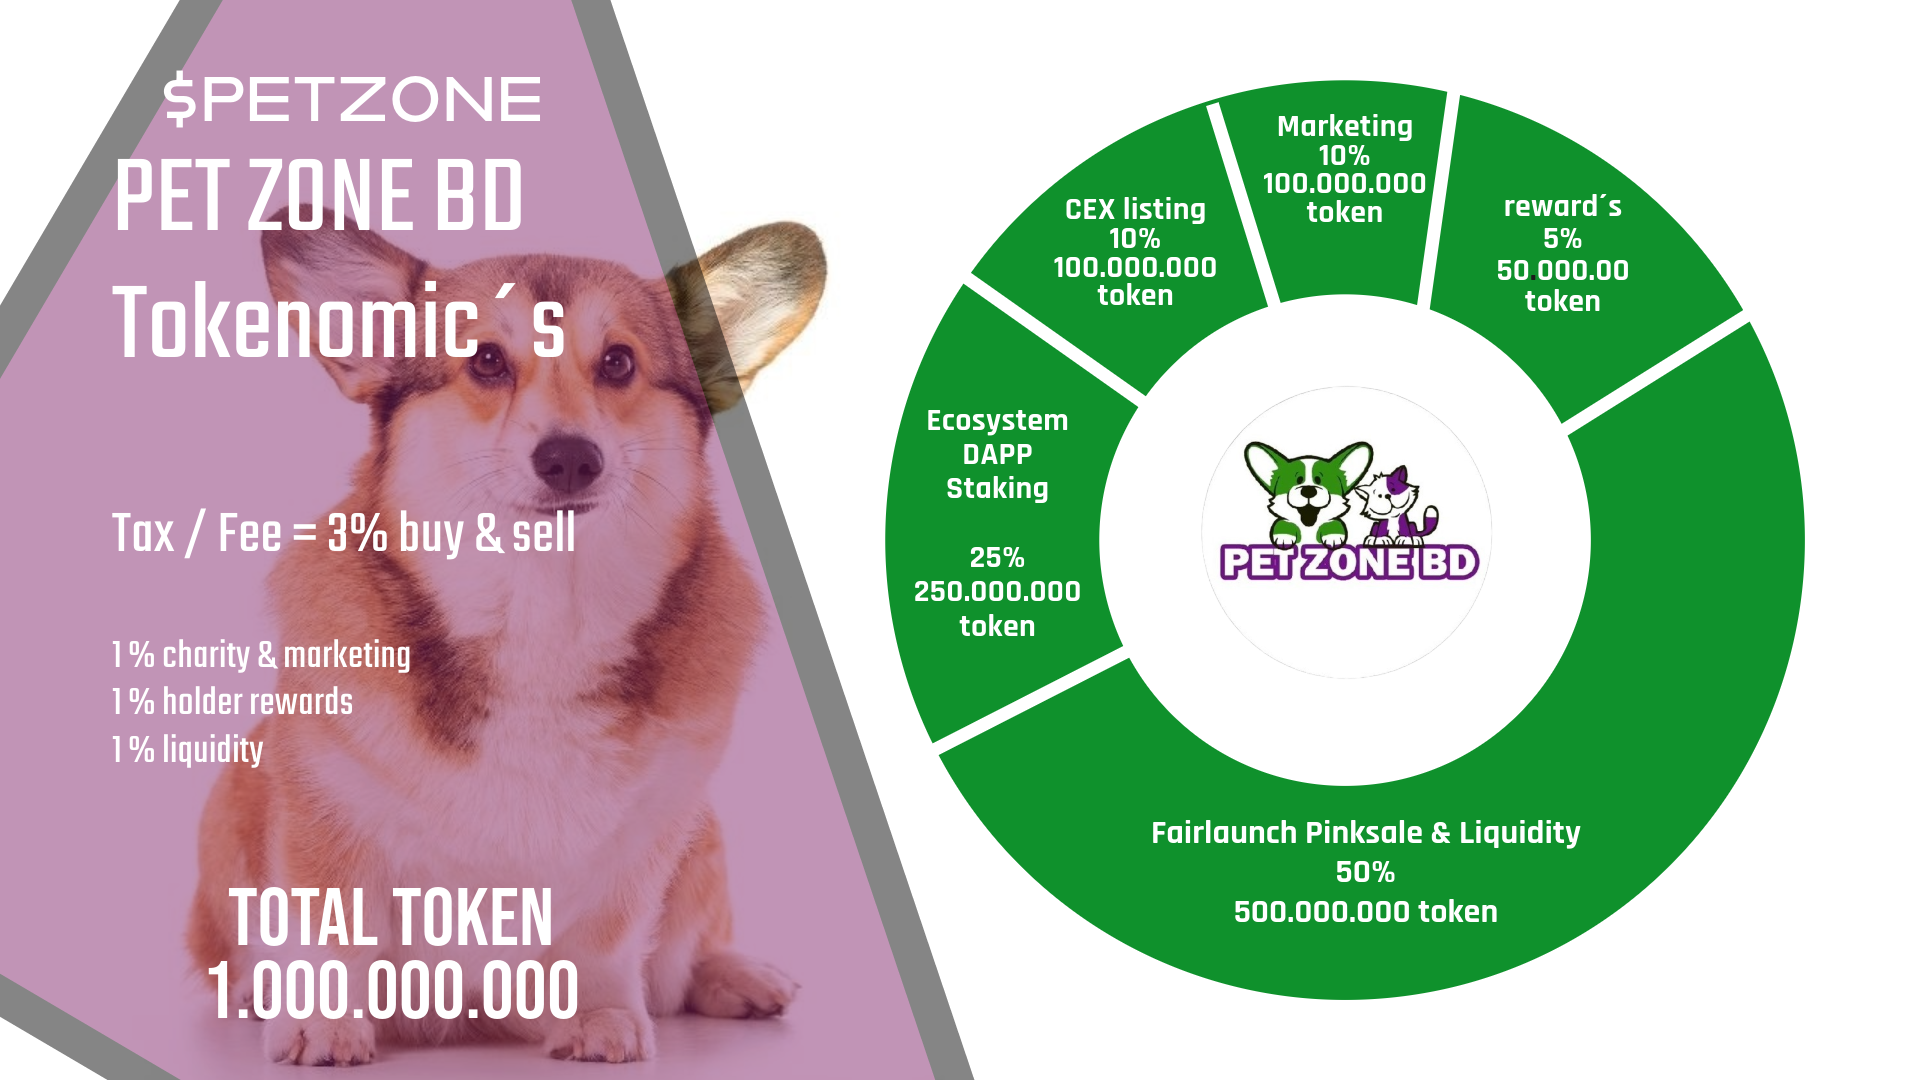 $PETZONE
PET ZONE BD
Tokenomic´s
Tax / Fee = 3% buy & sell
1 % charity & marketing
1 % holder rewards
1 % liquidity
TOTAL TOKEN
1.000.000.000
Marketing
10%
100.000.000
token
reward´s
5%
50.000.00
token
CEX listing
10%
100.000.000
token
Ecosystem
DAPP
Staking
25%
250.000.000
token
PET ZONE BD
Fairlaunch Pinksale & Liquidity
50%
500.000.000 token